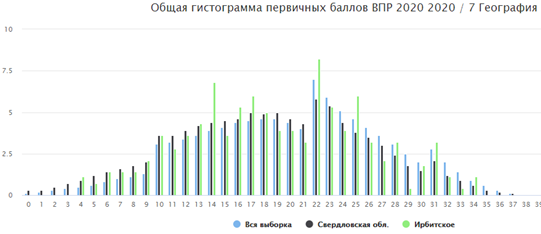 Общая гистограмма первичных баллов ВПР 2020 2020 / 7 География
10
7.5
5
2.5
0
0 1 2 3 4 5 6 7 8 9 10 11 12 13 14 15 16 17 18 19 20 21 22 23 24 25 26 27 28 29 30 31 32 33 34 35 36 37 38 39
Вся выборка Свердловская обл. Ирбитское